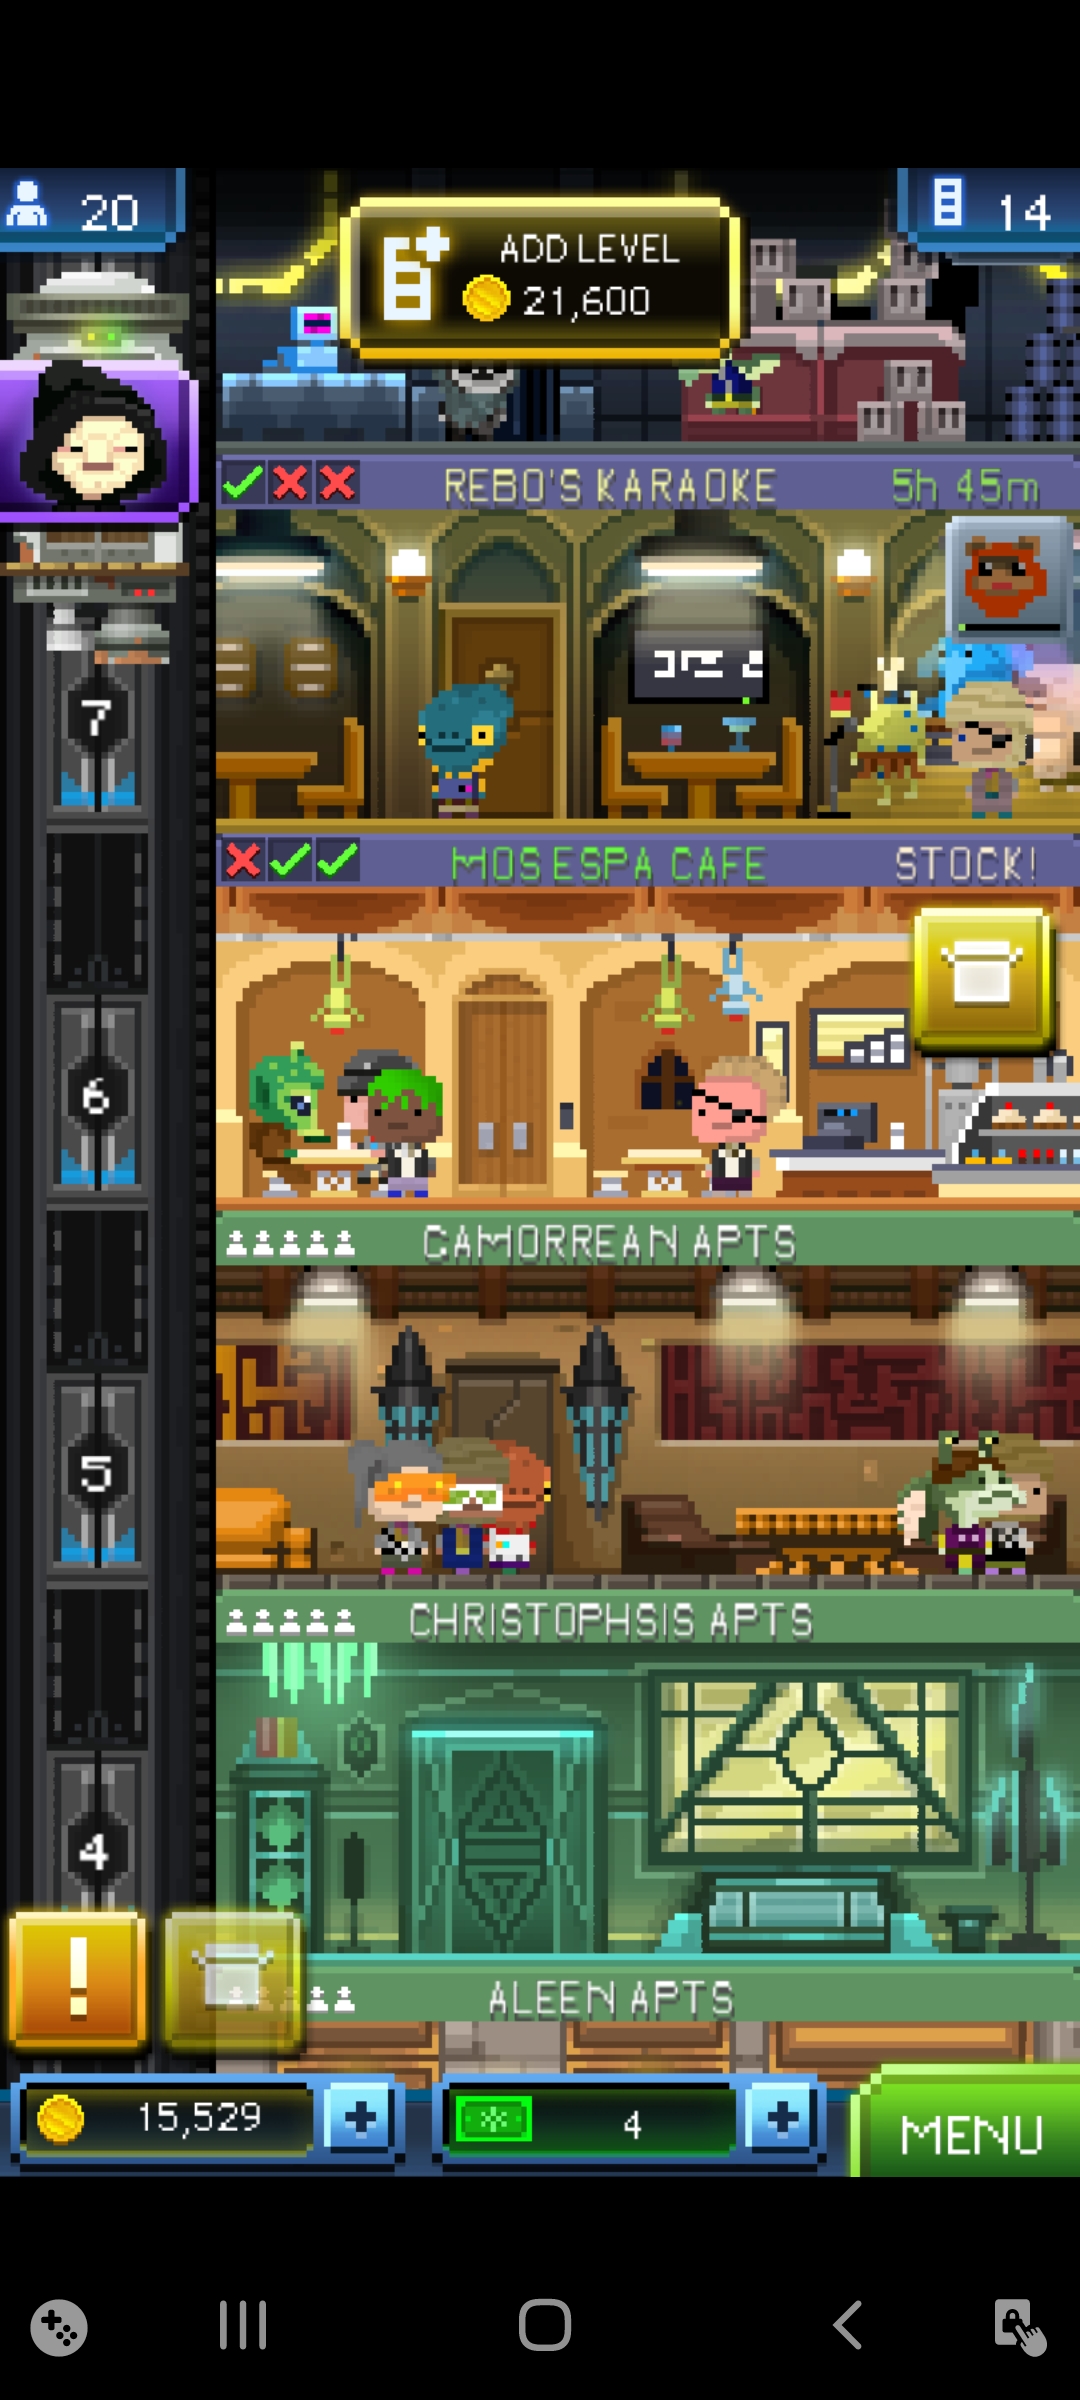 20
ADD LEVEL
21,600
14
REBO'S KARAOKE
5h 45m
7
MOS ESPA CAFE
STOCK!
6
CAMORREAN APTS
5
CHRISTOPHSIS APTS
4
!
ALEEN APTS
15,529
4
MENU